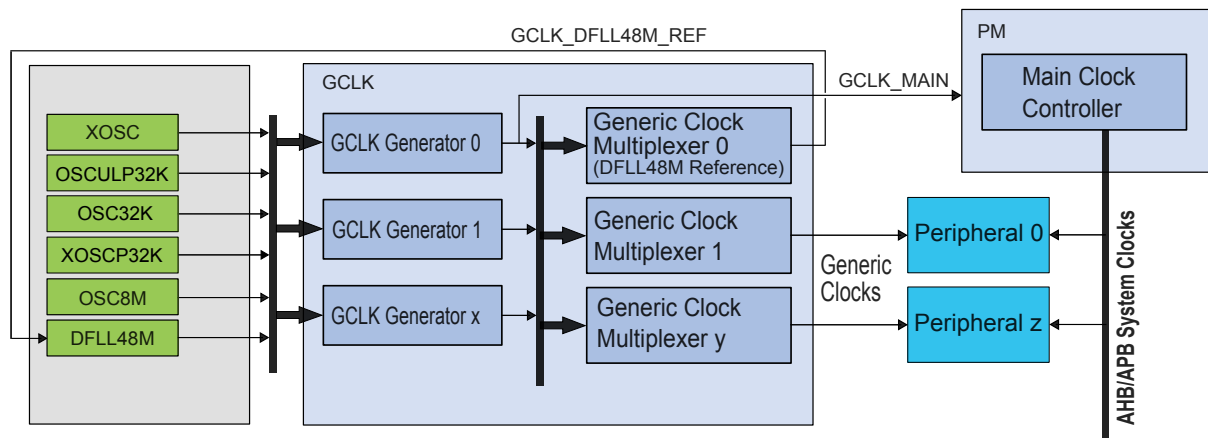 GCLK_DFLL48M_REF
PM
GCLK
GCLK_MAIN
Main Clock
Controller
XOSC
OSCULP32K
OSC32K
XOSCP32K
OSC8M
DFLL48M
GCLK Generator 0
GCLK Generator 1
GCLK Generator x
Generic Clock
Multiplexer 0
(DFLL48M Reference)
Generic Clock
Multiplexer 1
Generic Clock
Multiplexer y
Generic
Clocks
Peripheral 0
Peripheral z
AHB/APB System Clocks